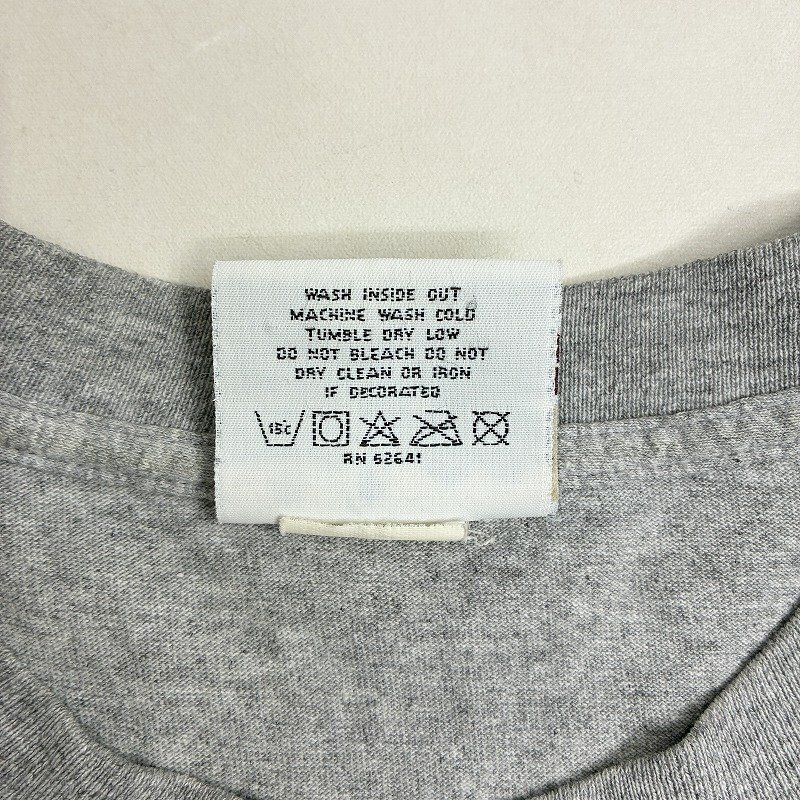 WASH INSIDE OUT
MACHINE WASH COLD
TUMBLE DRY LOW
DO NOT BLEACH DO NOT
DRY CLEAN OR IRON
IF DECORATED
15c
RN 62641